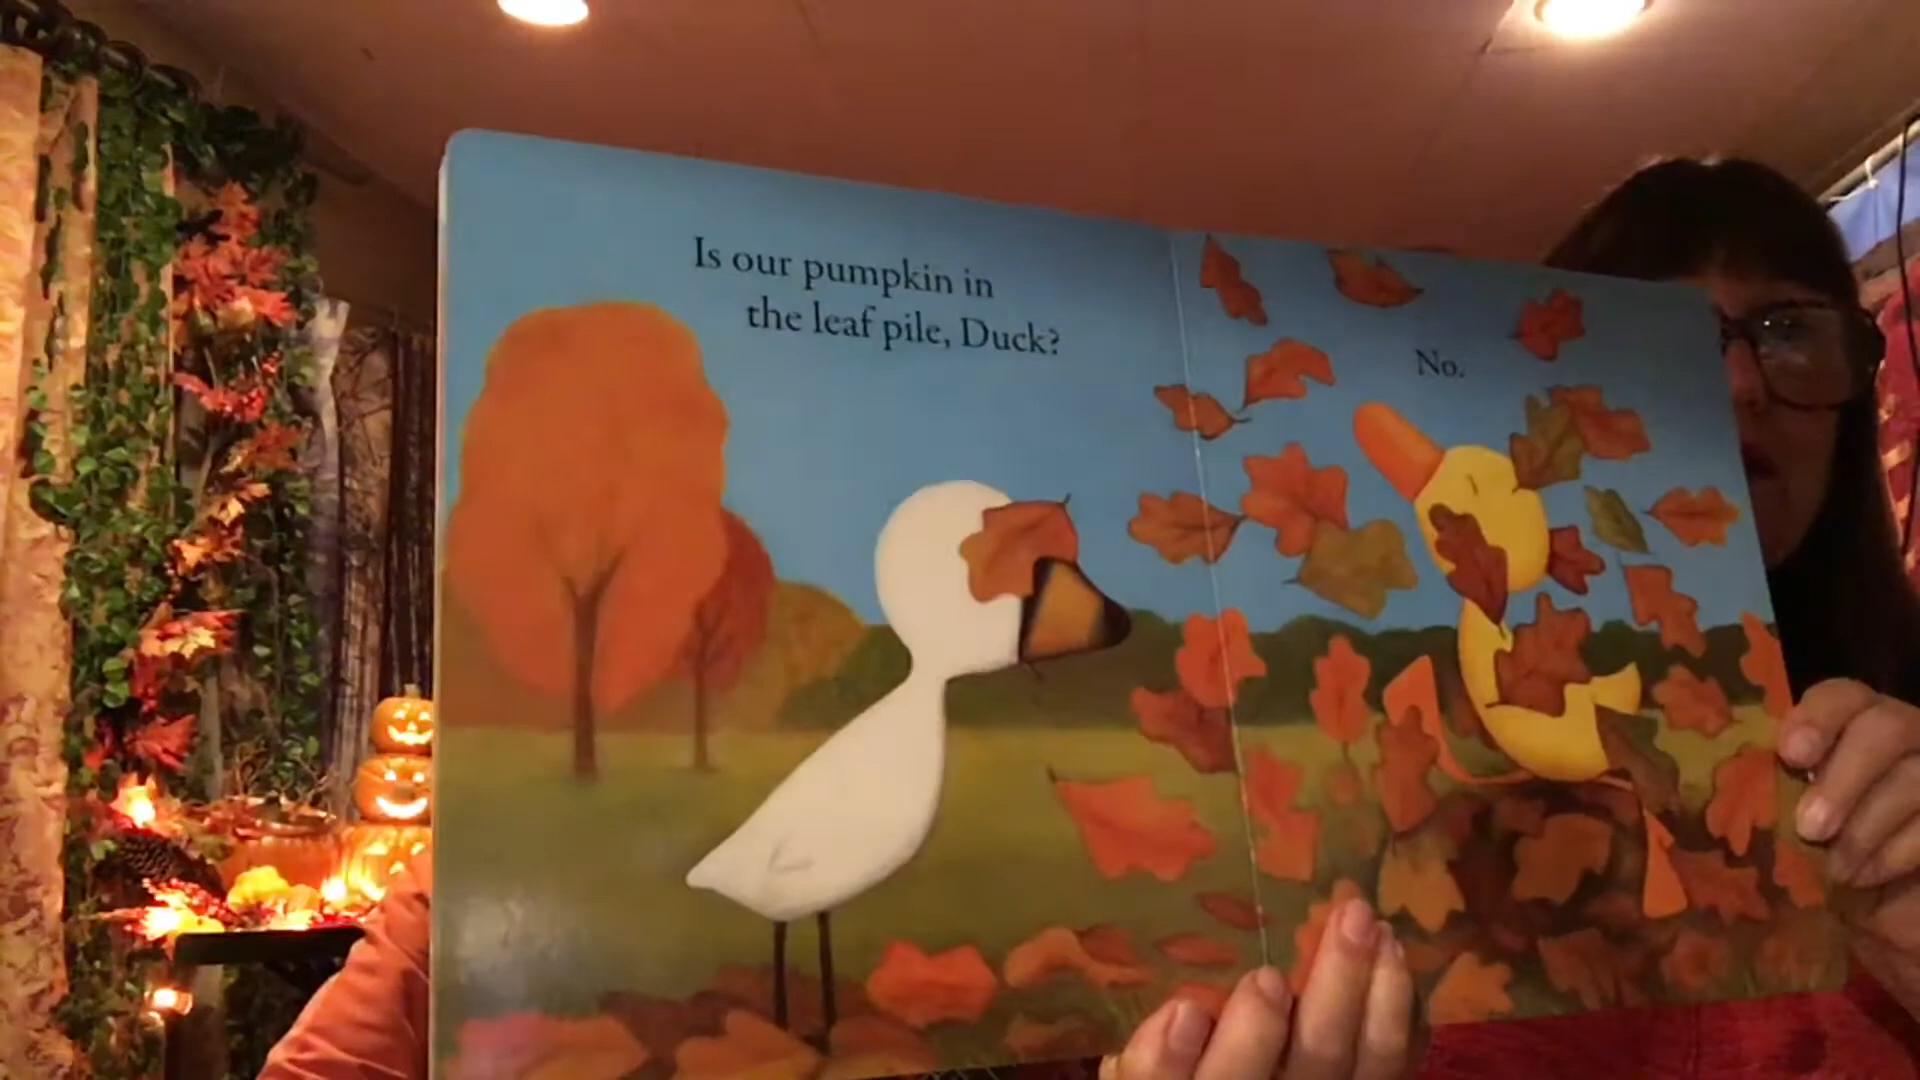 Is our pumpkin in
the leaf pile, Duck?
No.